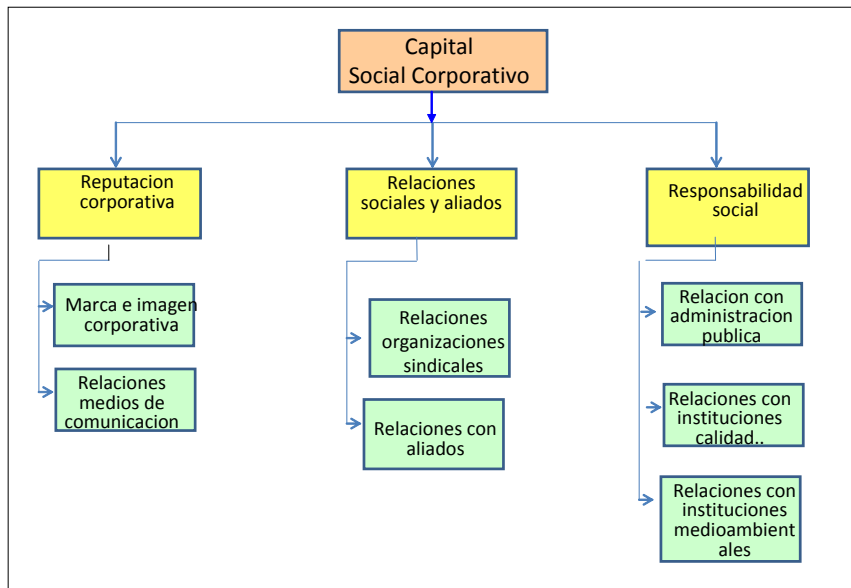 Capital
Social Corporativo
Reputacion
corporativa
Marca e imagen
corporativa
Relaciones
medios de
comunicacion
Relaciones
sociales y aliados
Relaciones
organizaciones
sindicales
Relaciones con
aliados
Responsabilidad
social
Relacion con
administracion
publica
Relaciones con
instituciones
calidad..
Relaciones con
instituciones
medioambient
ales